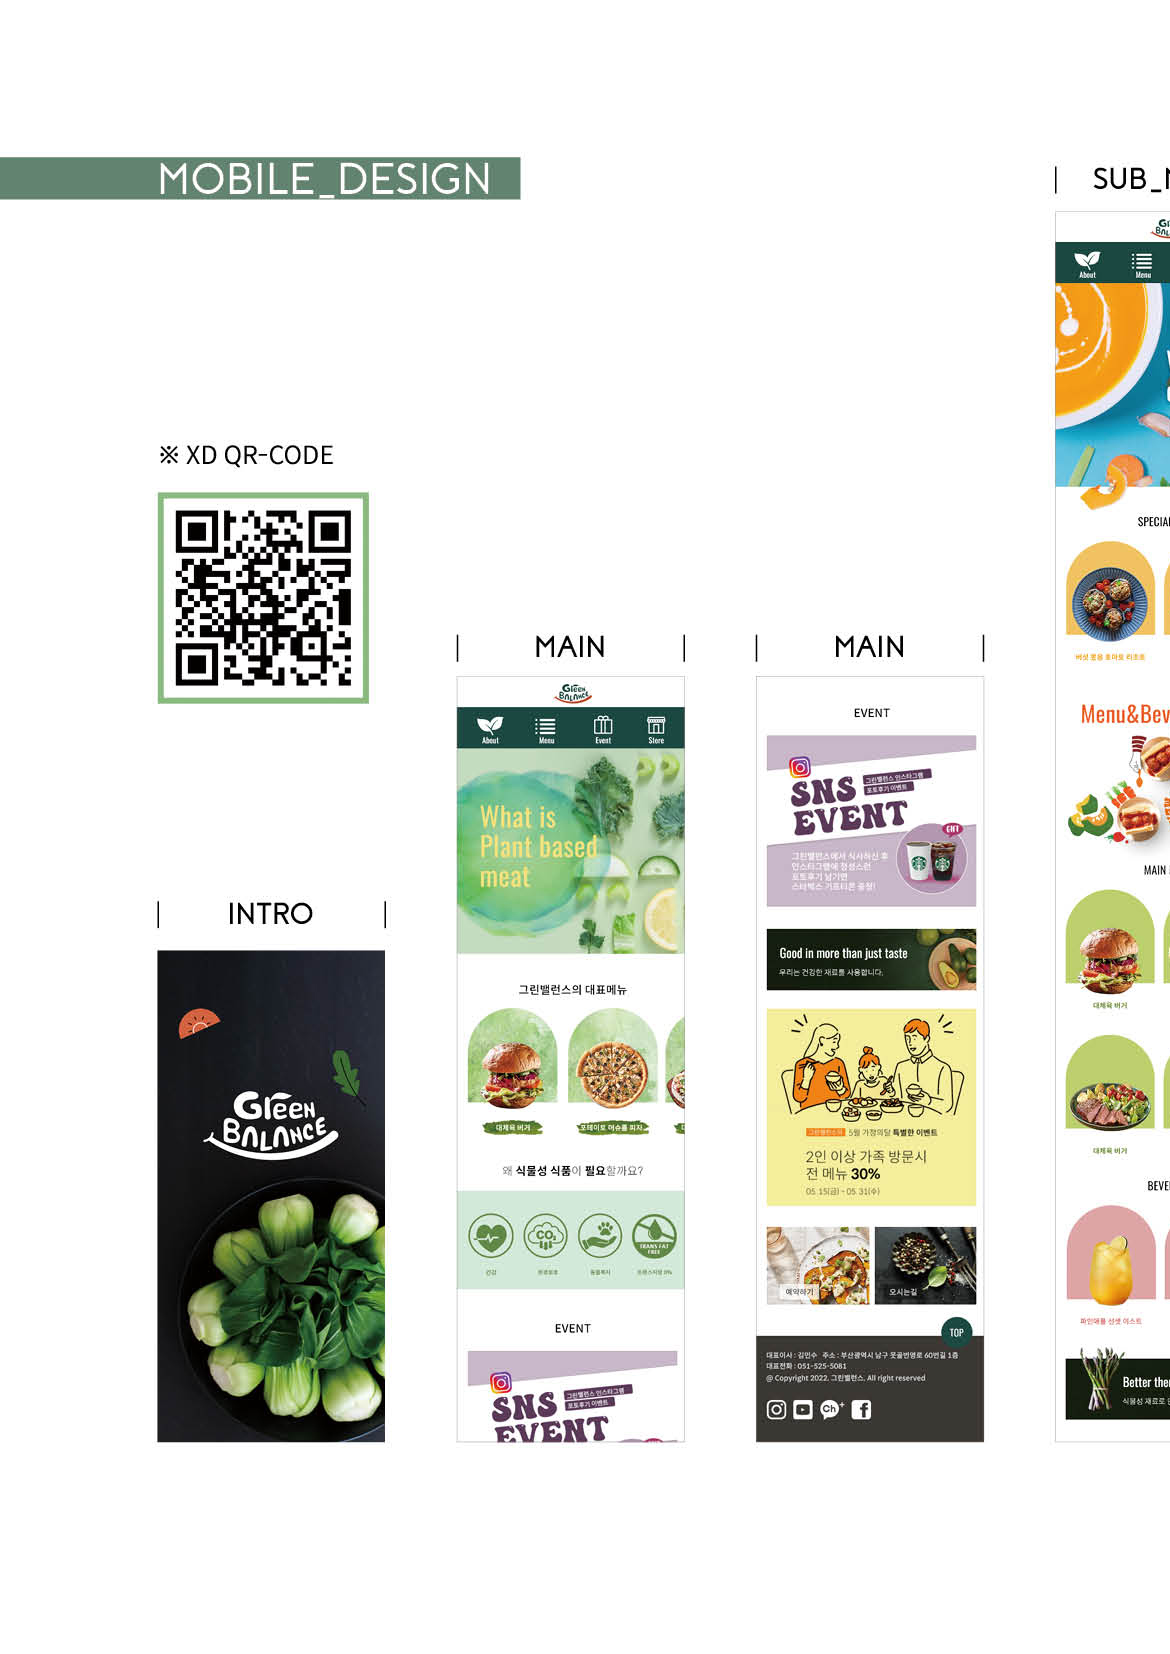 MOBILE_DESIGN
※ XD QR-CODE
INTRO
Green
BALANCE
MAIN
Green
BALANCE
About
Menu
Event
Store
What is
Plant based
meat
그린밸런스의 대표메뉴
대체육 버거
포테이토 머슈룸 피자
왜 식물성 식품이 필요할까요?
CO₂
TRANS FAT
FREE
건강
환경보호
동물복지
트랜스지방 0%
EVENT
SNS
EVENT
그린밸런스 인스타그램
포토후기 이벤트
MAIN
EVENT
SNS
EVENT
그린밸런스 인스타그램
포토후기 이벤트
GIFT
그린밸런스에서 식사하신 후
인스타그램에 정성스런
포토후기 남기면
스타벅스 기프티콘 증정!
Good in more than just taste
우리는 건강한 재료를 사용합니다.
그린밸런스의 5월 가정의달 특별한 이벤트
2인 이상 가족 방문시
전 메뉴 30%
05.15(금) - 05.31(수)
예약하기
오시는길
TOP
대표이사 : 김민수 주소 : 부산광역시 남구 못골번영로 60번길 1층
대표전화 : 051-525-5081
@ Copyright 2022. 그린밸런스. All right reserved
Ch+
SUB_
About
Menu
SPECIA
버섯 콩용 토마토 리조트
Menu&Bev
MAIN
대체육 버거
대체육 버거
BEVE
파인애플 선셋 이스트
Better the
식물성 재료로